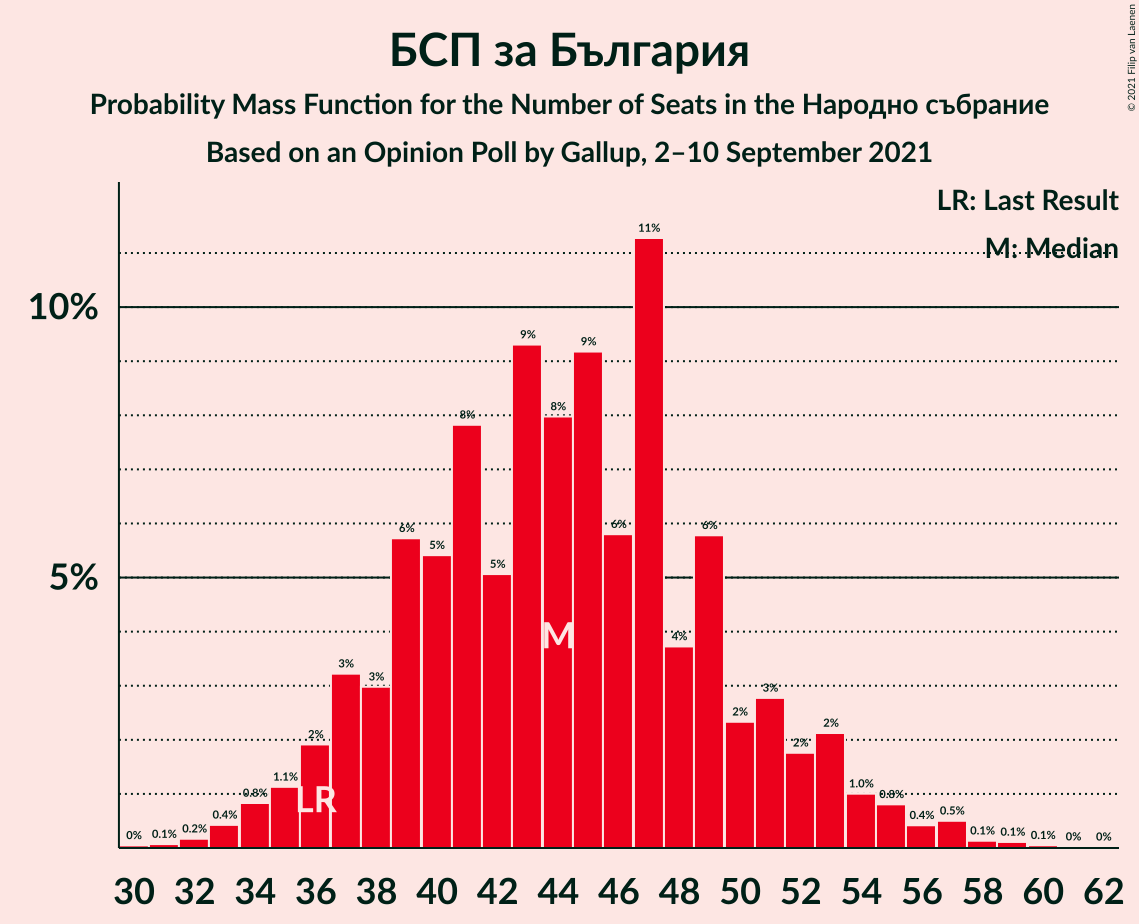 БСП за България
Probability Mass Function for the Number of Seats in the Народно събрание
Based on an Opinion Poll by Gallup, 2–10 September 2021
© 2021 Filip van Laenen
LR: Last Result
M: Median
10%
5%
0% 0.1% 0.2% 0.4% 0.8% 1.1% 2% 3% 3% 6% 5% 8% 5% 9% 8% 9% 6% 11% 4% 6% 2% 3% 2% 2% 1.0% 0.8% 0.4% 0.5% 0.1% 0.1% 0.1% 0% 0%
M
LR
30 32 34 36 38 40 42 44 46 48 50 52 54 56 58 60 62